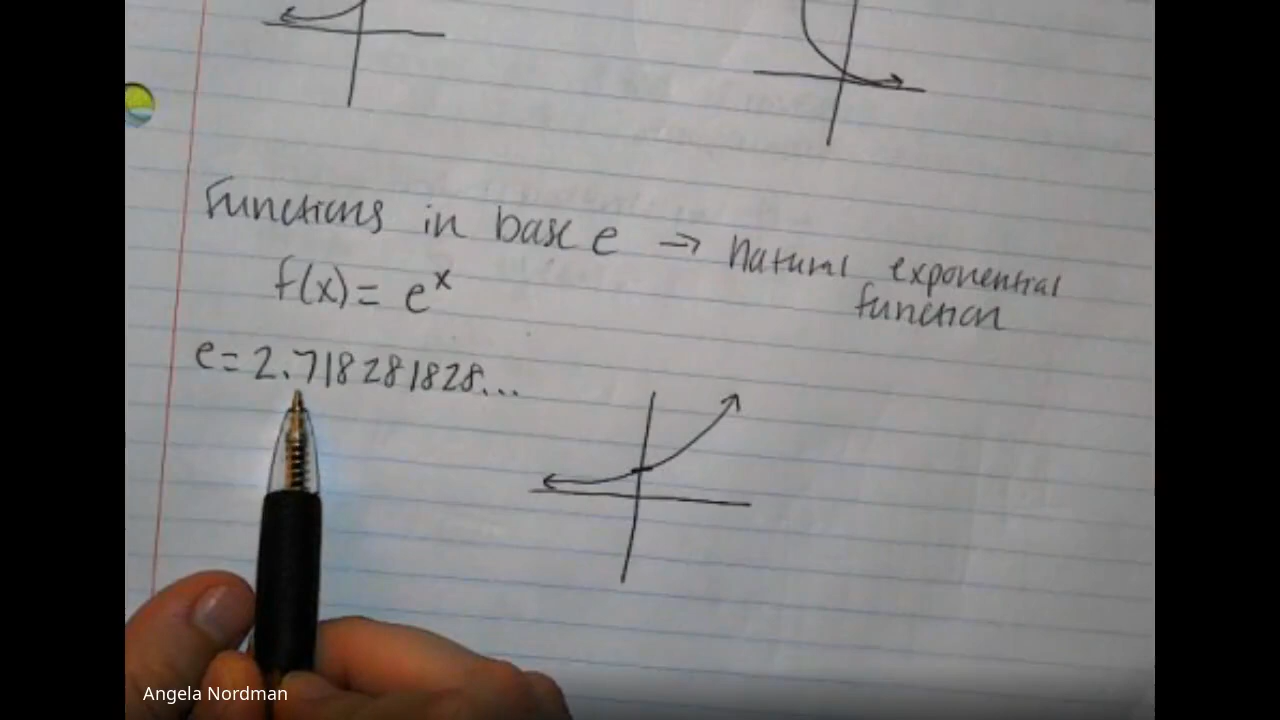 Functions in base e → natural exponential
function
f(x) = e^x
e = 2.718281828...
Angela Nordman